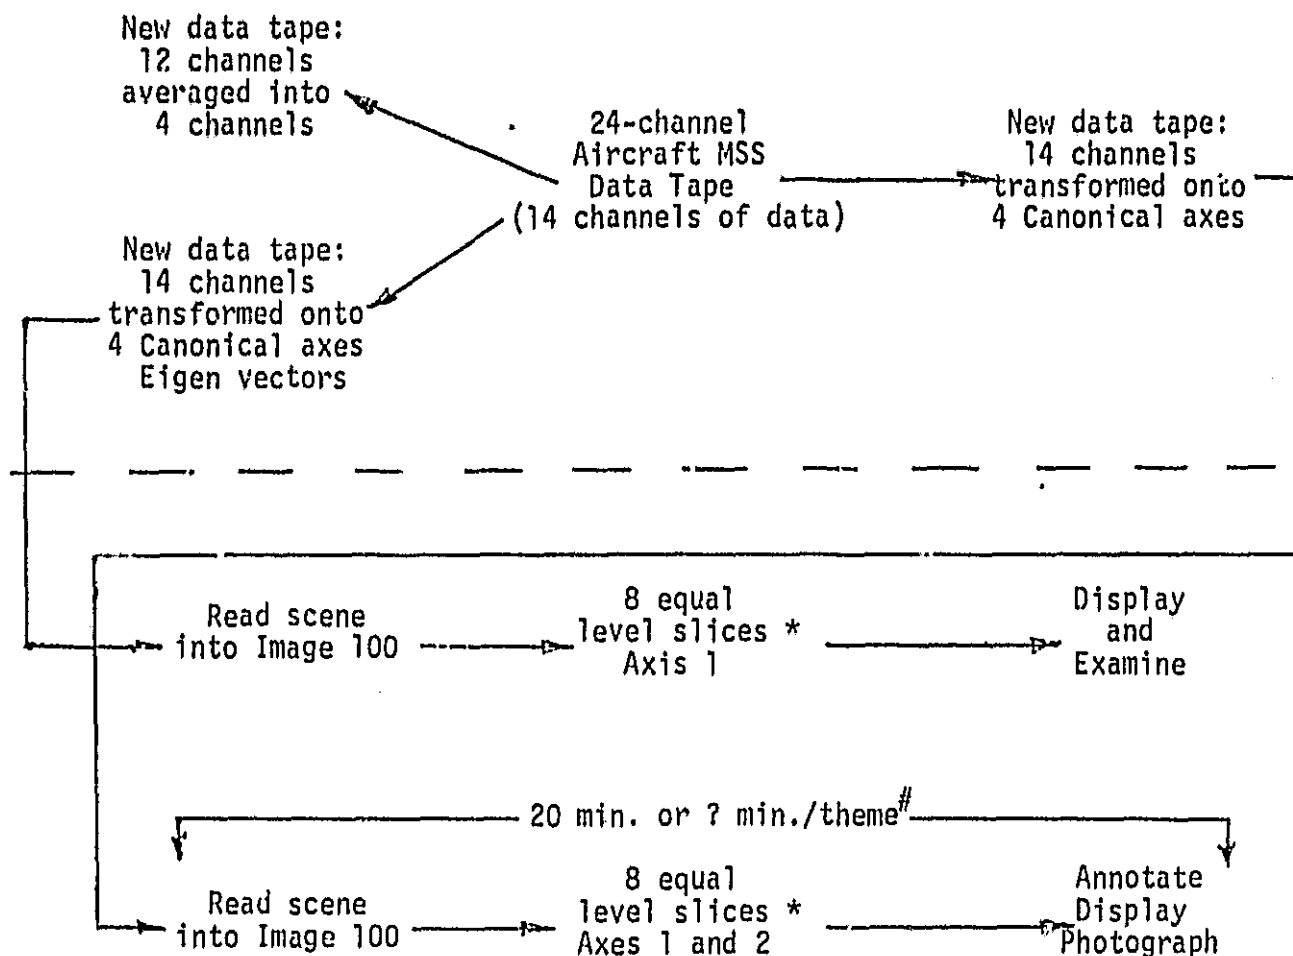 New data tape:
12 channels
averaged into
4 channels
24-channel
Aircraft MSS
Data Tape
(14 channels of data)
New data tape:
14 channels
transformed onto
4 Canonical axes
New data tape:
14 channels
transformed onto
4 Canonical axes
Eigen vectors
Read scene
into Image 100
8 equal
level slices *
Axis 1
Display
and
Examine
20 min. or ? min./theme#
Read scene
into Image 100
8 equal
level slices *
Axes 1 and 2
Annotate
Display
Photograph